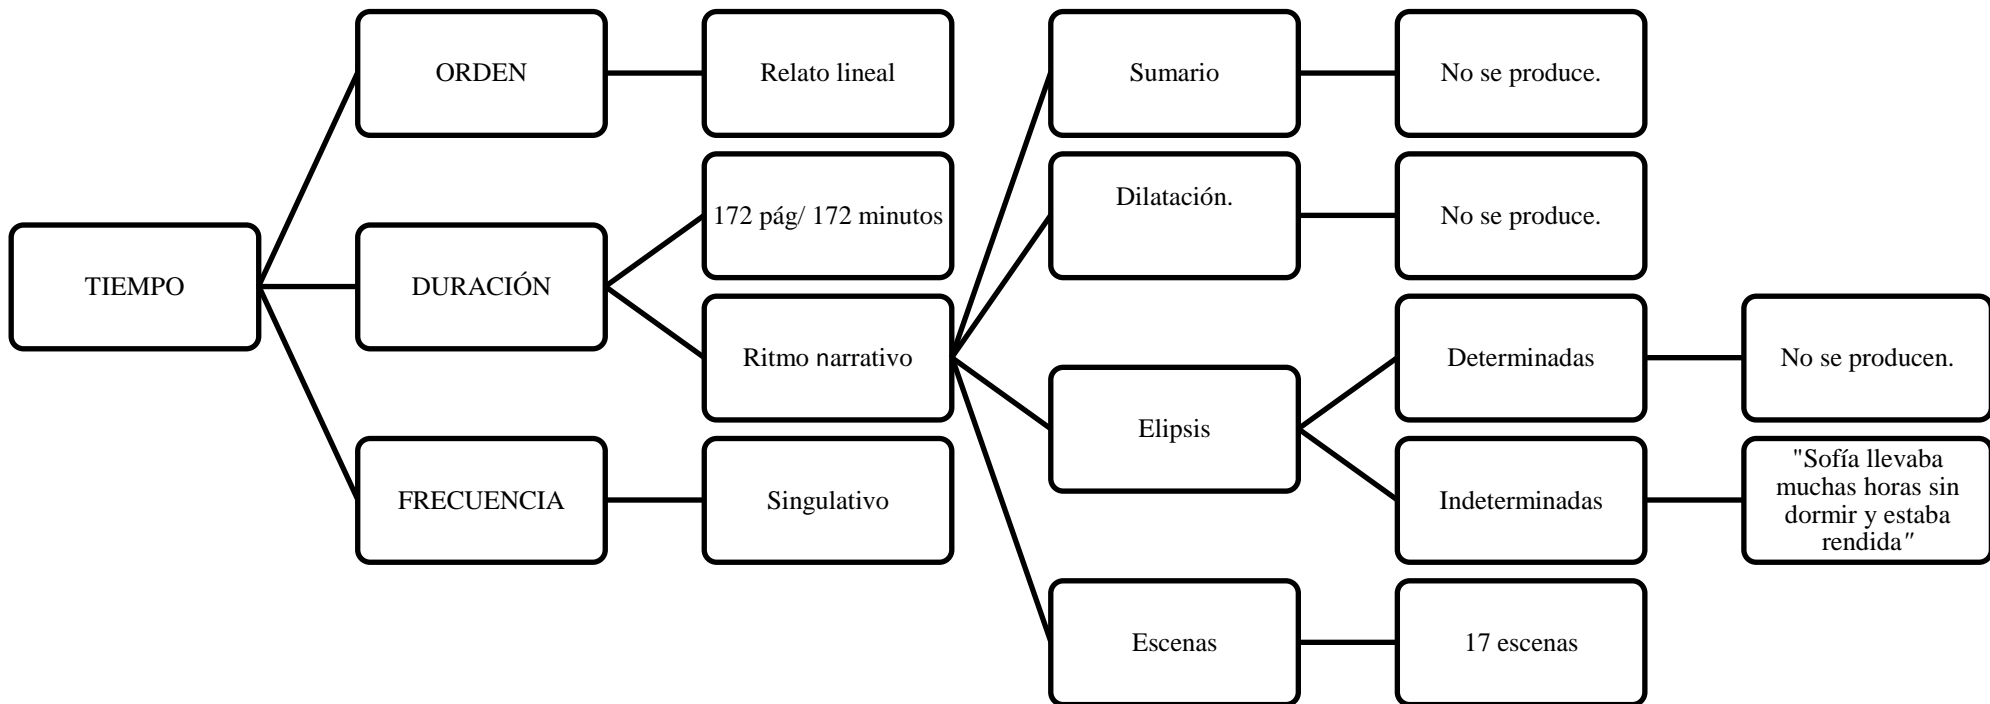 TIEMPO
ORDEN
Relato lineal
DURACIÓN
172 pág/ 172 minutos
Ritmo narrativo
Sumario
No se produce.
Dilatación.
No se produce.
Elipsis
Determinadas
No se producen.
Indeterminadas
"Sofía llevaba
muchas horas sin
dormir y estaba
rendida"
Escenas
17 escenas
FRECUENCIA
Singulativo